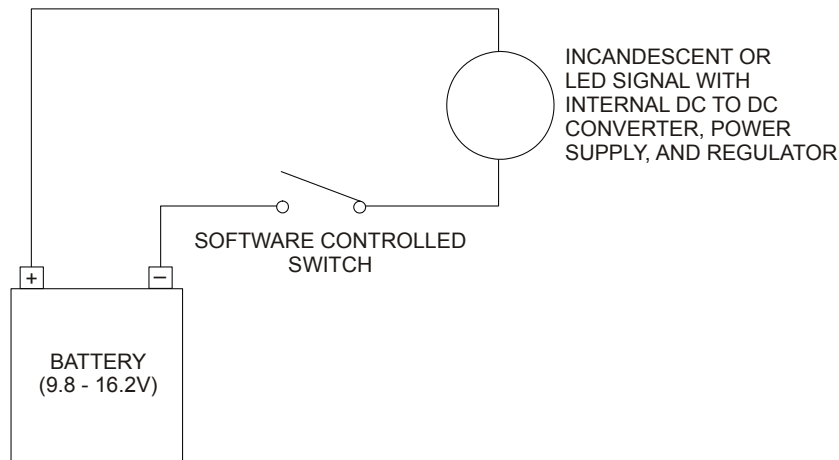 INCANDESCENT OR
LED SIGNAL WITH
INTERNAL DC TO DC
CONVERTER, POWER
SUPPLY, AND REGULATOR
SOFTWARE CONTROLLED
SWITCH
+
−
BATTERY
(9.8 - 16.2V)